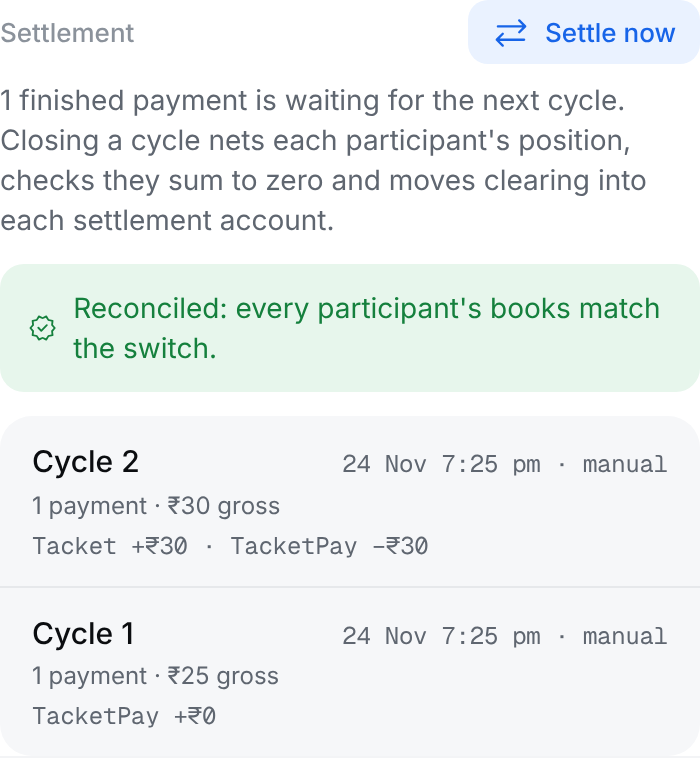 Settlement
Settle now
1 finished payment is waiting for the next cycle.
Closing a cycle nets each participant's position,
checks they sum to zero and moves clearing into
each settlement account.
Reconciled: every participant's books match
the switch.
Cycle 2
24 Nov 7:25 pm · manual
1 payment · ₹30 gross
Tacket +₹30 · TacketPay −₹30
Cycle 1
24 Nov 7:25 pm · manual
1 payment · ₹25 gross
TacketPay +₹0